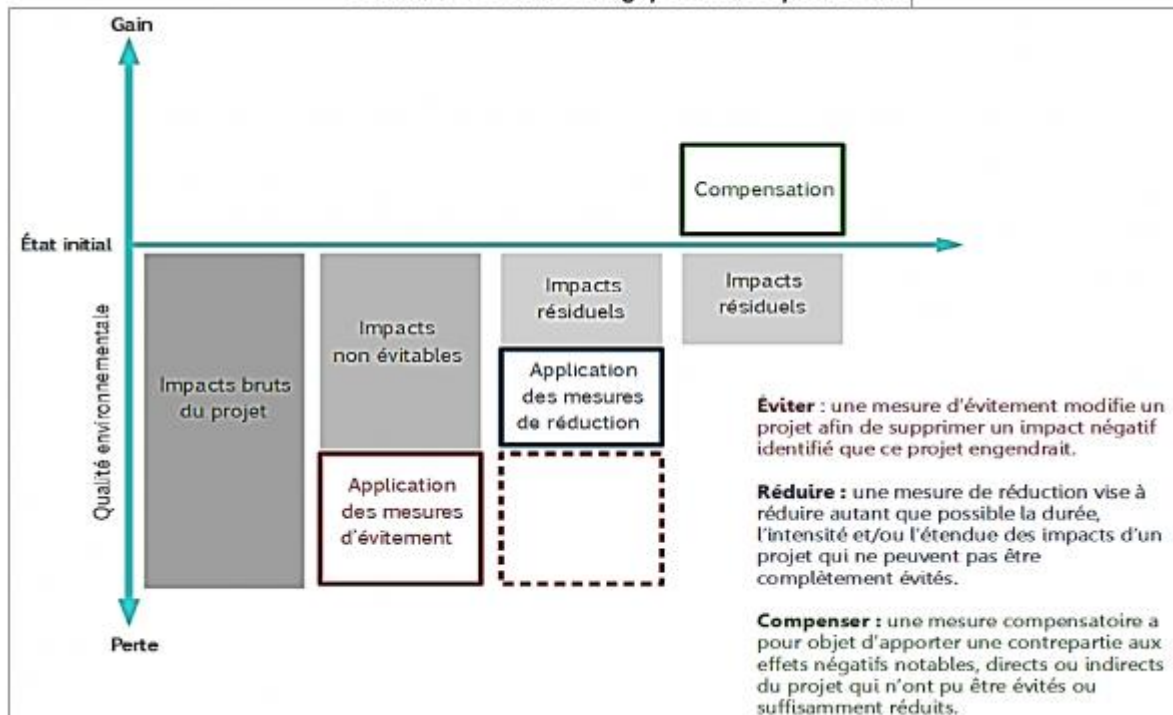 Gain
Compensation
État initial
Impacts bruts
du projet
Impacts
non évitables
Application
des mesures
d'évitement
Impacts
résiduels
Application
des mesures
de réduction
Impacts
résiduels
Qualité environnementale
Perte
Éviter : une mesure d'évitement modifie un
projet afin de supprimer un impact négatif
identifié que ce projet engendrait.
Réduire : une mesure de réduction vise à
réduire autant que possible la durée,
l'intensité et/ou l'étendue des impacts d'un
projet qui ne peuvent pas être
complètement évités.
Compenser : une mesure compensatoire a
pour objet d'apporter une contrepartie aux
effets négatifs notables, directs ou indirects
du projet qui n'ont pu être évités ou
suffisamment réduits.